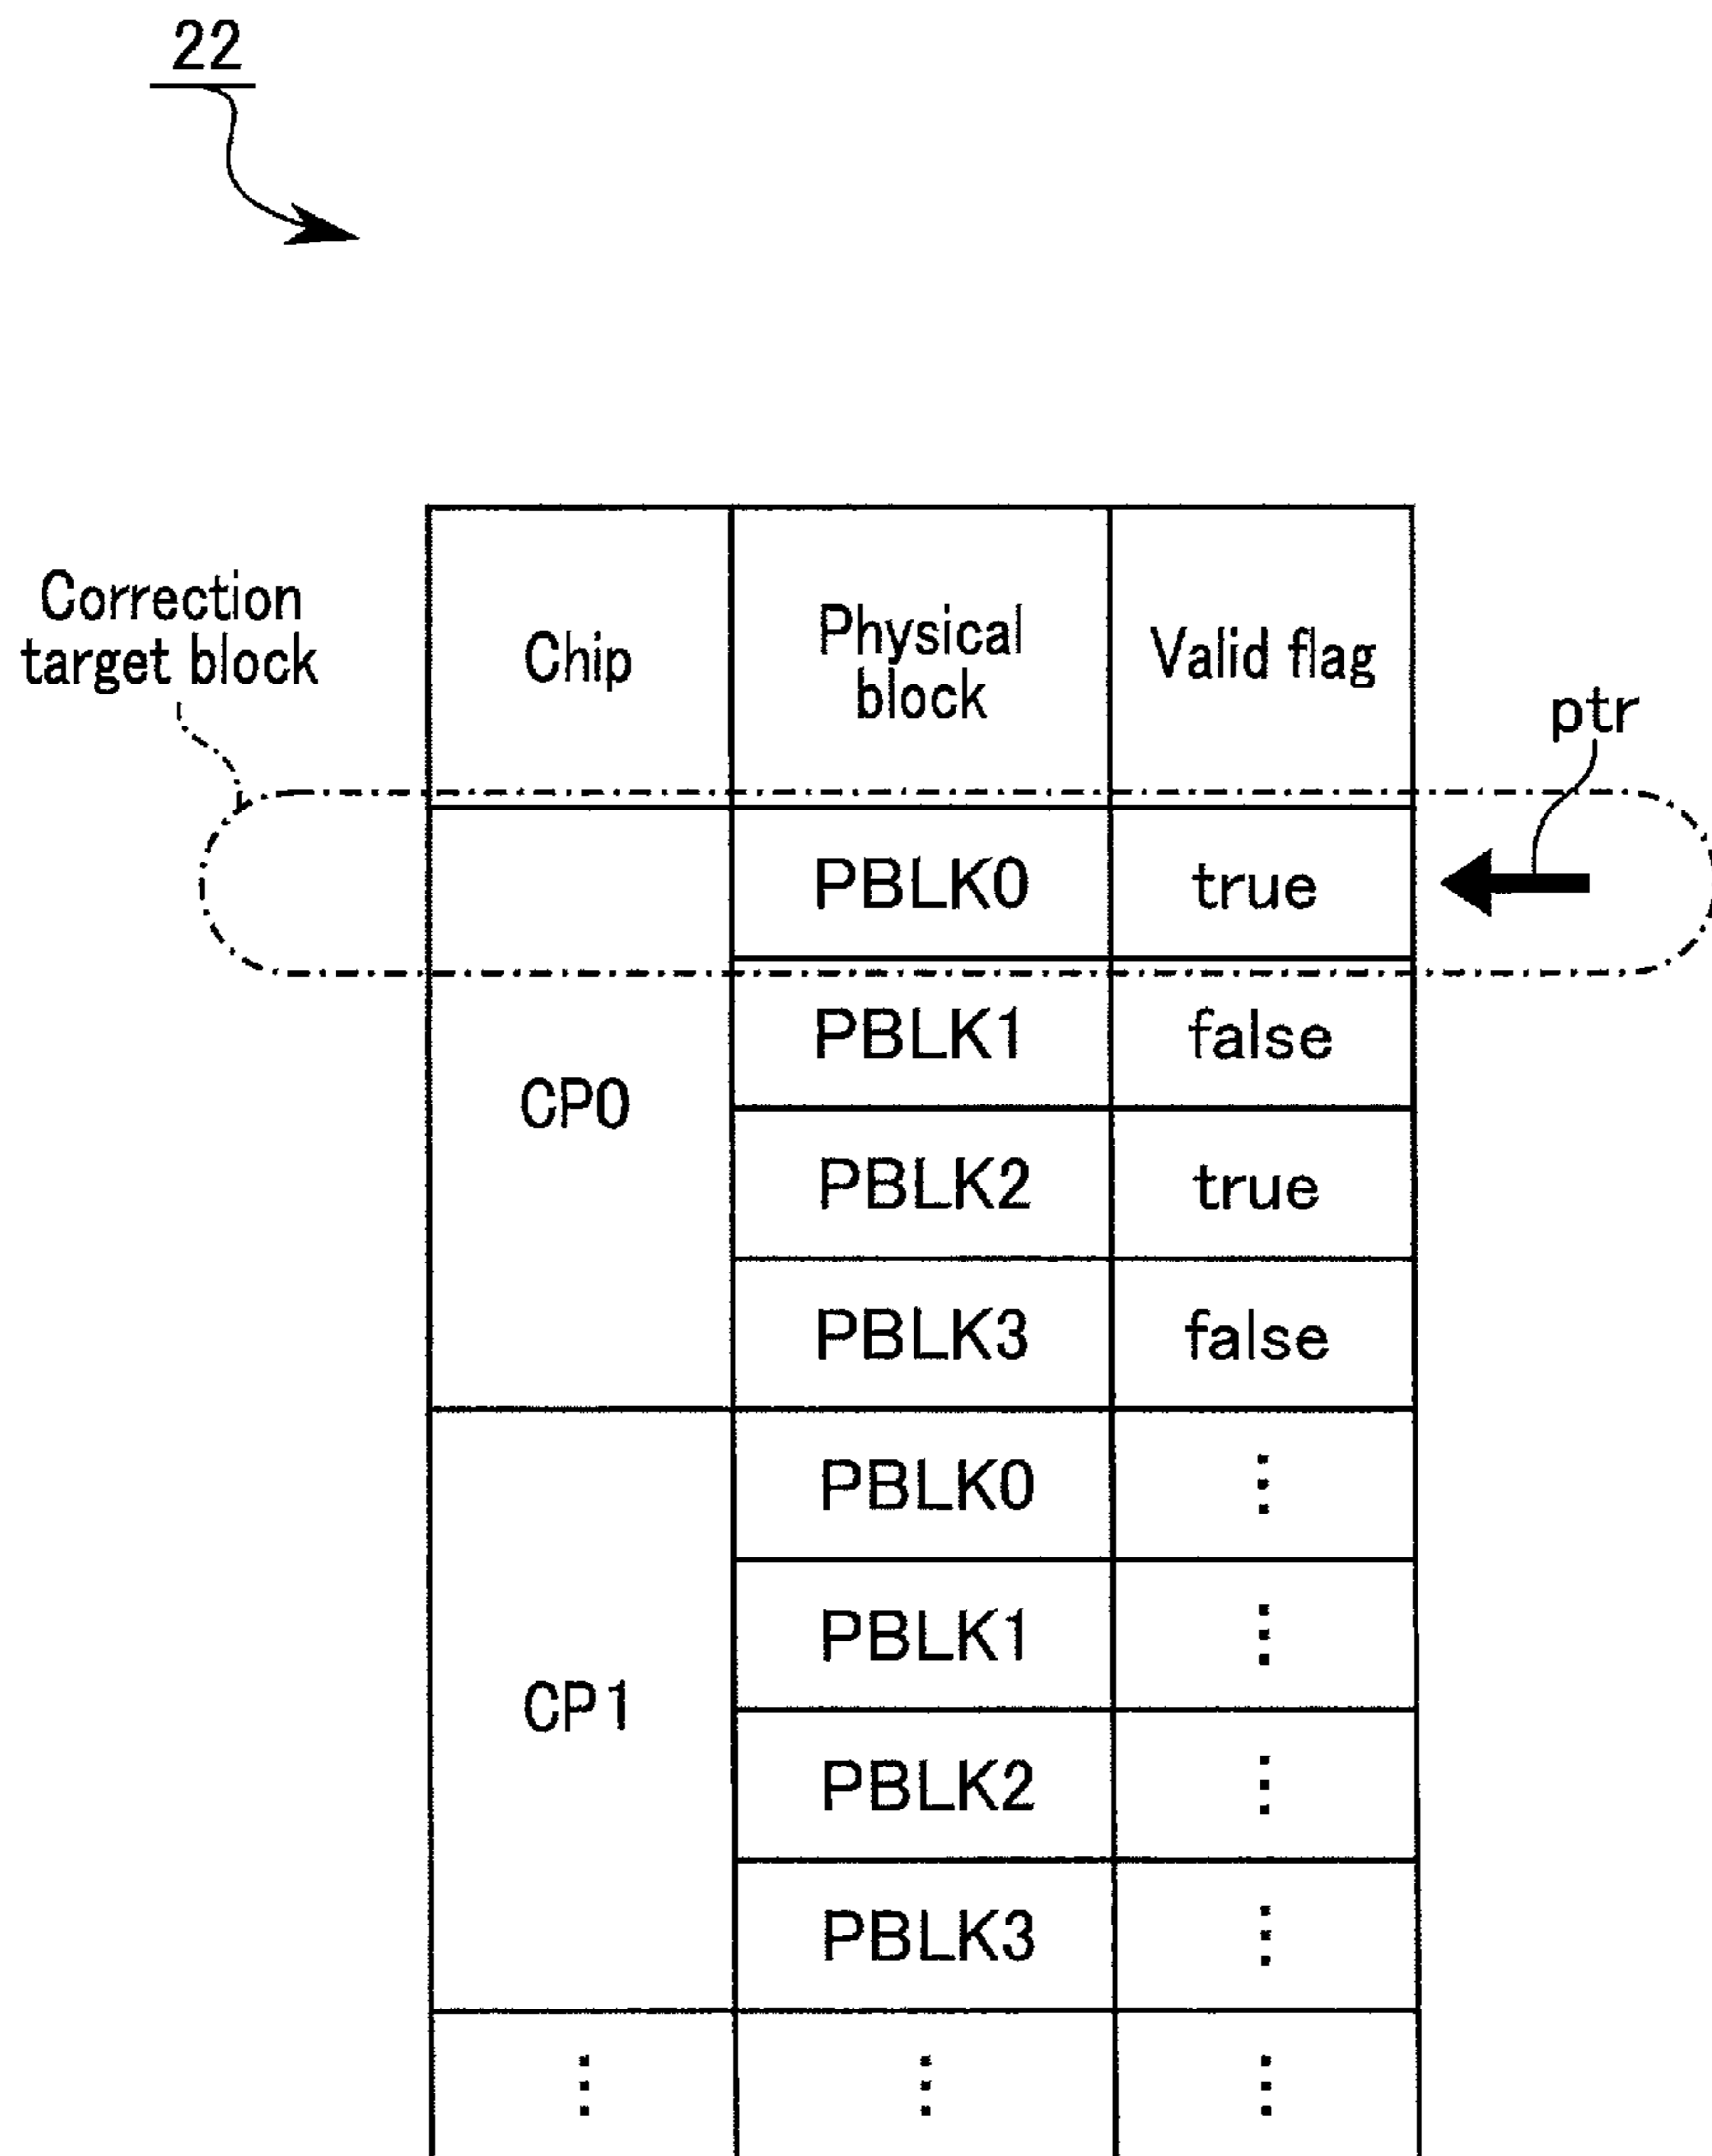 22
Correction
target block
Chip
Physical
block
Valid flag
ptr
CP0
PBLK0
true
PBLK1
false
PBLK2
true
PBLK3
false
CP1
PBLK0
⋮
PBLK1
⋮
PBLK2
⋮
PBLK3
⋮
⋮
⋮
⋮